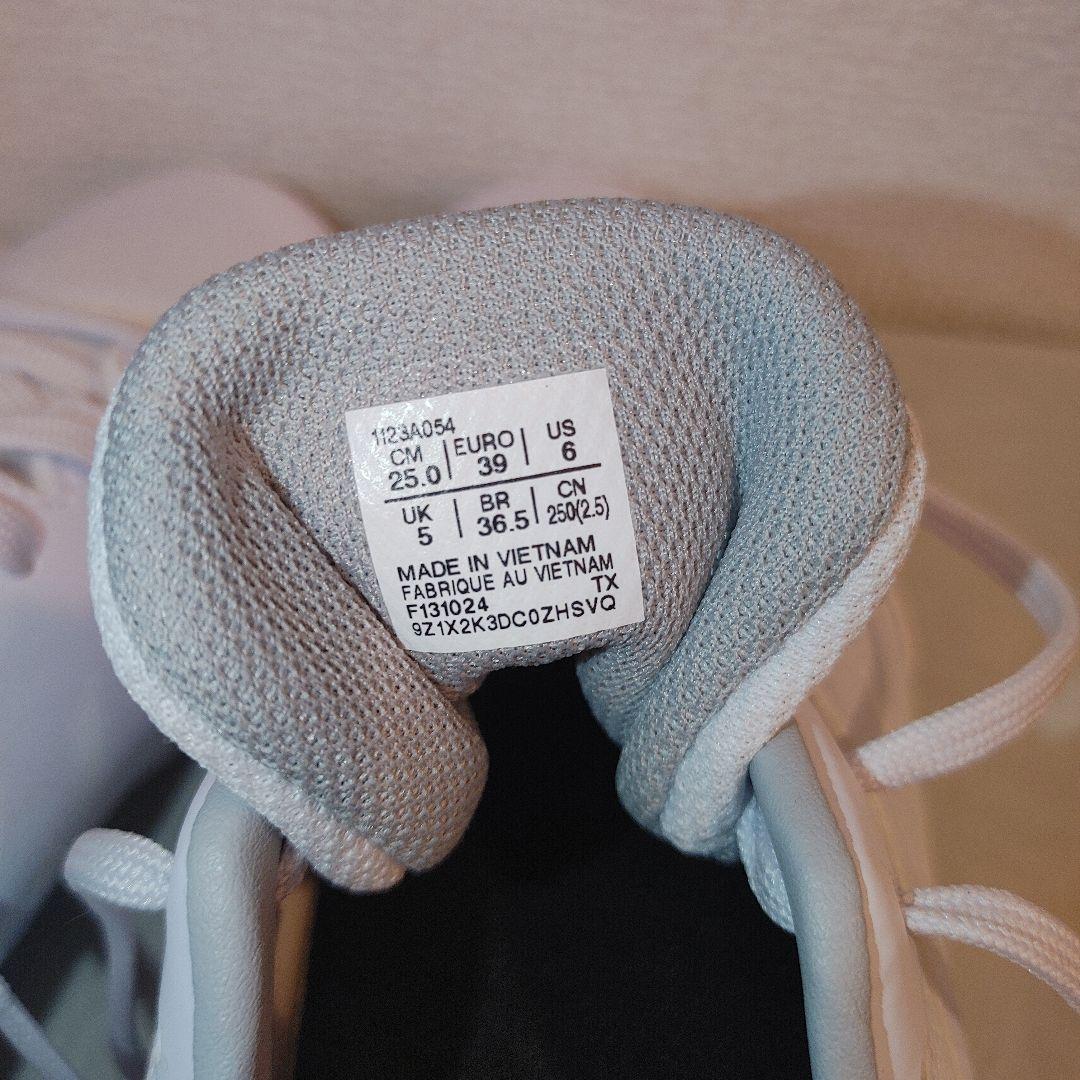 1123A054
CM | EURO | US
25.0 | 39 | 6
UK | BR | CN
5 | 36.5 | 250(2.5)
MADE IN VIETNAM
FABRIQUE AU VIETNAM
F131024 TX
9Z1X2K3DC0ZHSVQ